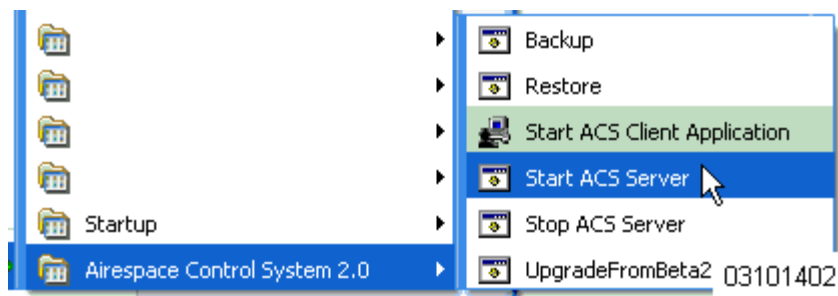 Backup
Restore
Start ACS Client Application
Start ACS Server
Startup
Stop ACS Server
Airespace Control System 2.0
UpgradeFromBeta2
03101402